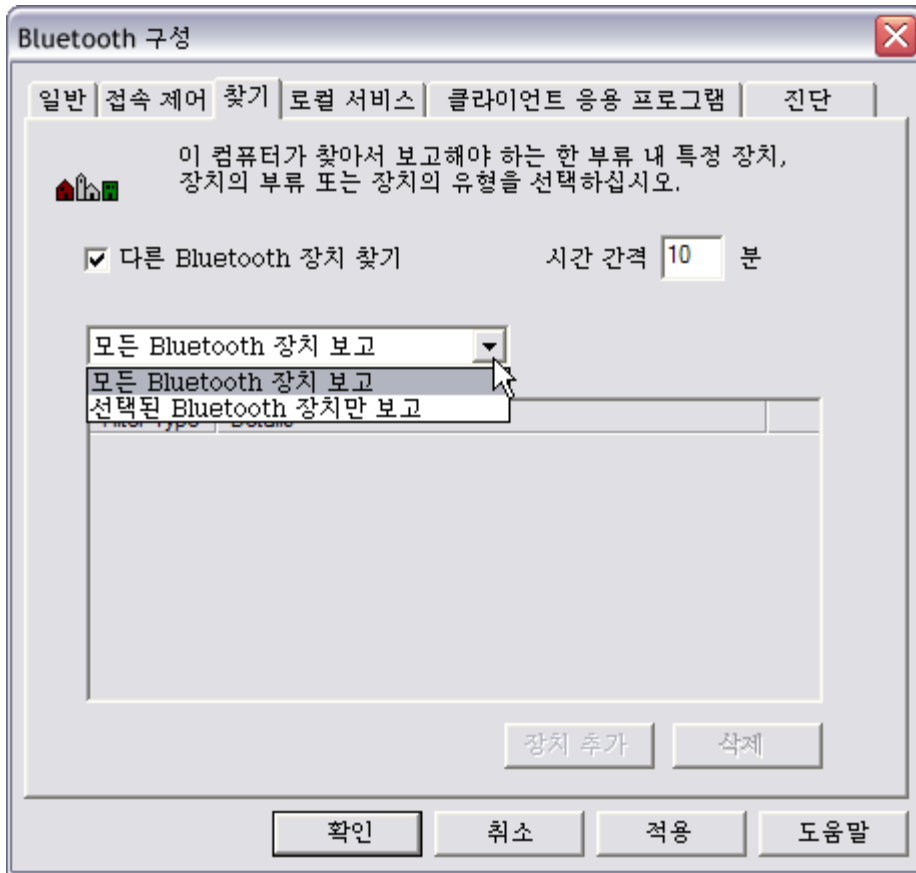 Bluetooth 구성
일반 접속 제어 찾기 로컬 서비스 클라이언트 응용 프로그램 진단
이 컴퓨터가 찾아서 보고해야 하는 한 부류 내 특정 장치,
장치의 부류 또는 장치의 유형을 선택하십시오.
다른 Bluetooth 장치 찾기 시간 간격 10 분
모든 Bluetooth 장치 보고
모든 Bluetooth 장치 보고
선택된 Bluetooth 장치만 보고
Filter Type Details
장치 추가 삭제
확인 취소 적용 도움말